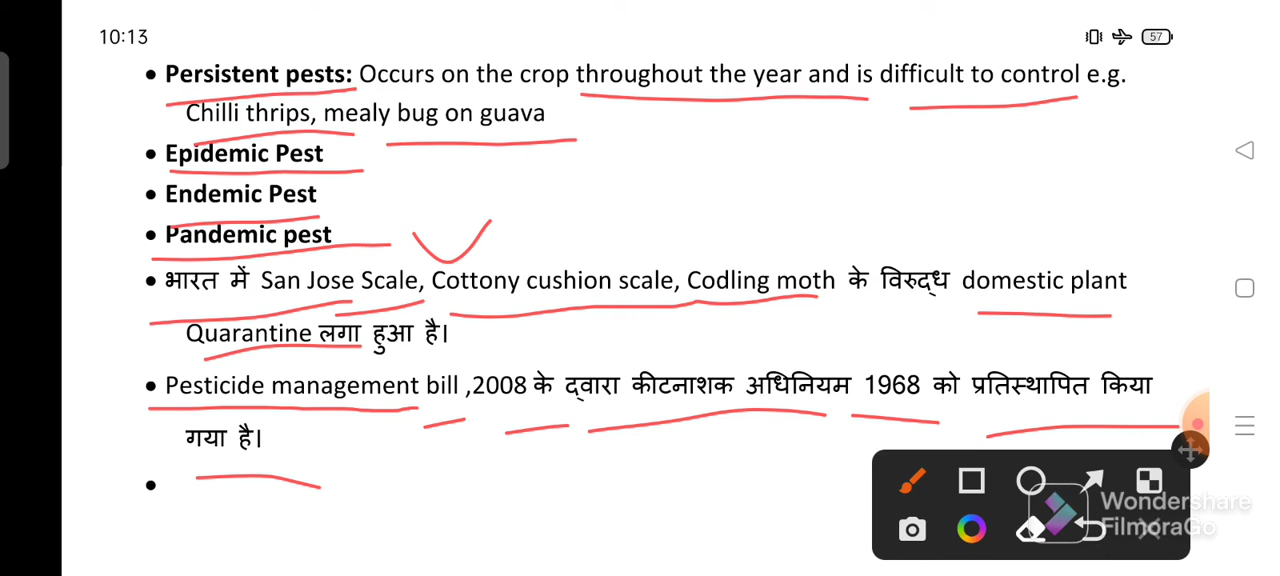 10:13
57
• Persistent pests: Occurs on the crop throughout the year and is difficult to control e.g.
Chilli thrips, mealy bug on guava
• Epidemic Pest
• Endemic Pest
• Pandemic pest
• भारत में San Jose Scale, Cottony cushion scale, Codling moth के विरुद्ध domestic plant
Quarantine लगा हुआ है।
• Pesticide management bill ,2008 के द्वारा कीटनाशक अधिनियम 1968 को प्रतिस्थापित किया
गया है।
•
Wondershare
FilmoraGo